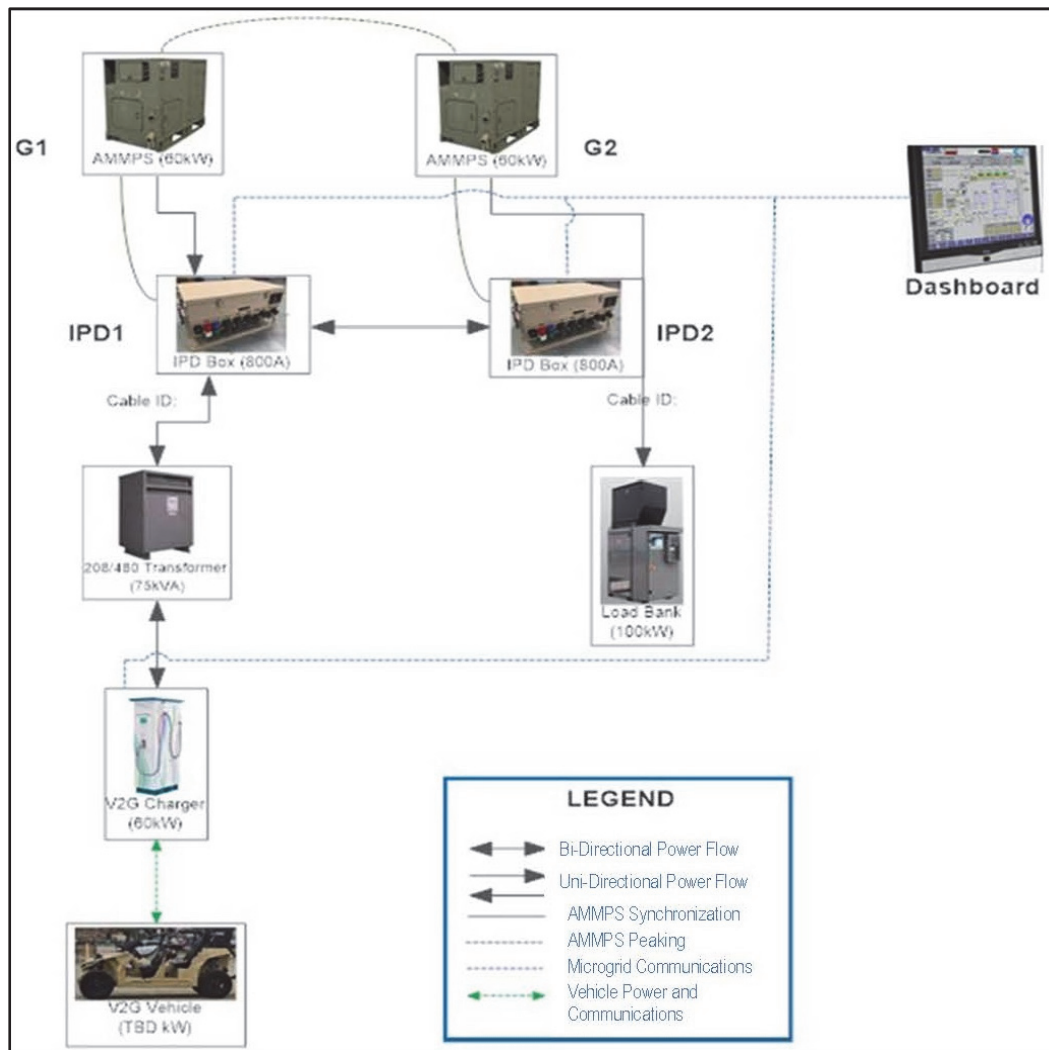 G1
AMMPS (60kW)
AMMPS (60kW)
G2
Dashboard
IPD1
IPD Box (800A)
IPD Box (800A)
IPD2
Cable ID:
Cable ID:
208/480 Transformer
(75kVA)
Load Bank
(100kW)
V2G Charger
(60kW)
V2G Vehicle
(TBD kW)
LEGEND
Bi-Directional Power Flow
Uni-Directional Power Flow
AMMPS Synchronization
AMMPS Peaking
Microgrid Communications
Vehicle Power and
Communications